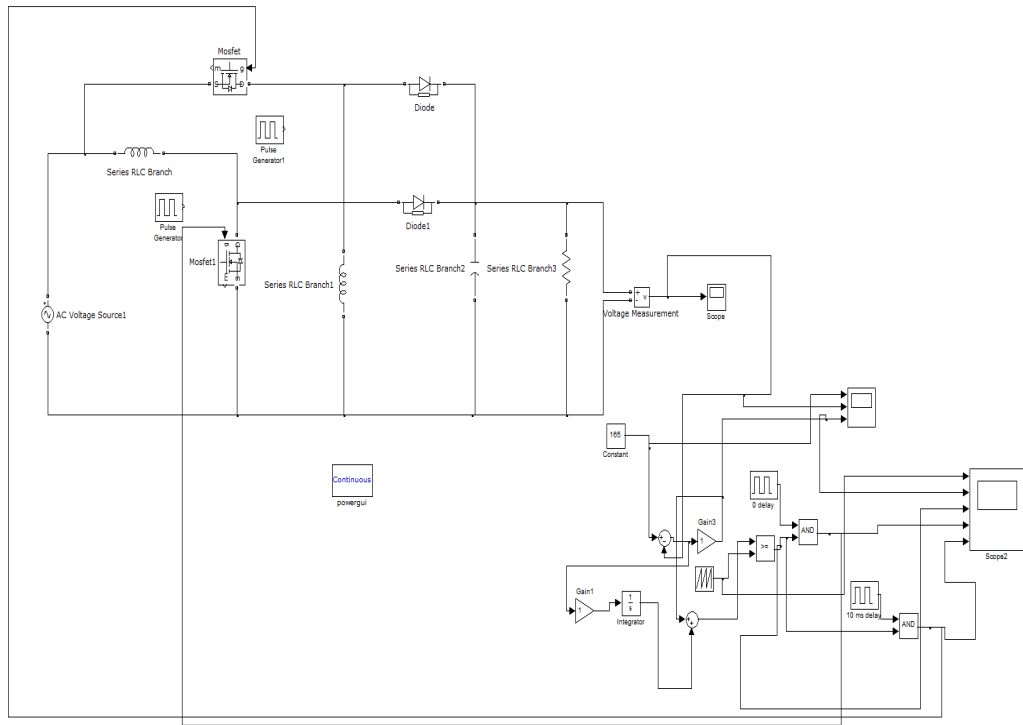 Mosfet
m
g
S
D
Diode
Pulse
Generator1
Series RLC Branch
Pulse
Generator
Diode1
Mosfet1
g
D
m
S
Series RLC Branch1
Series RLC Branch2
Series RLC Branch3
+
AC Voltage Source1
+
-
v
Voltage Measurement
Scope
166
Constant
Continuous
powergui
0 delay
Gain3
1
>=
AND
Scope2
Gain1
1
1
s
Integrator
10 ms delay
AND